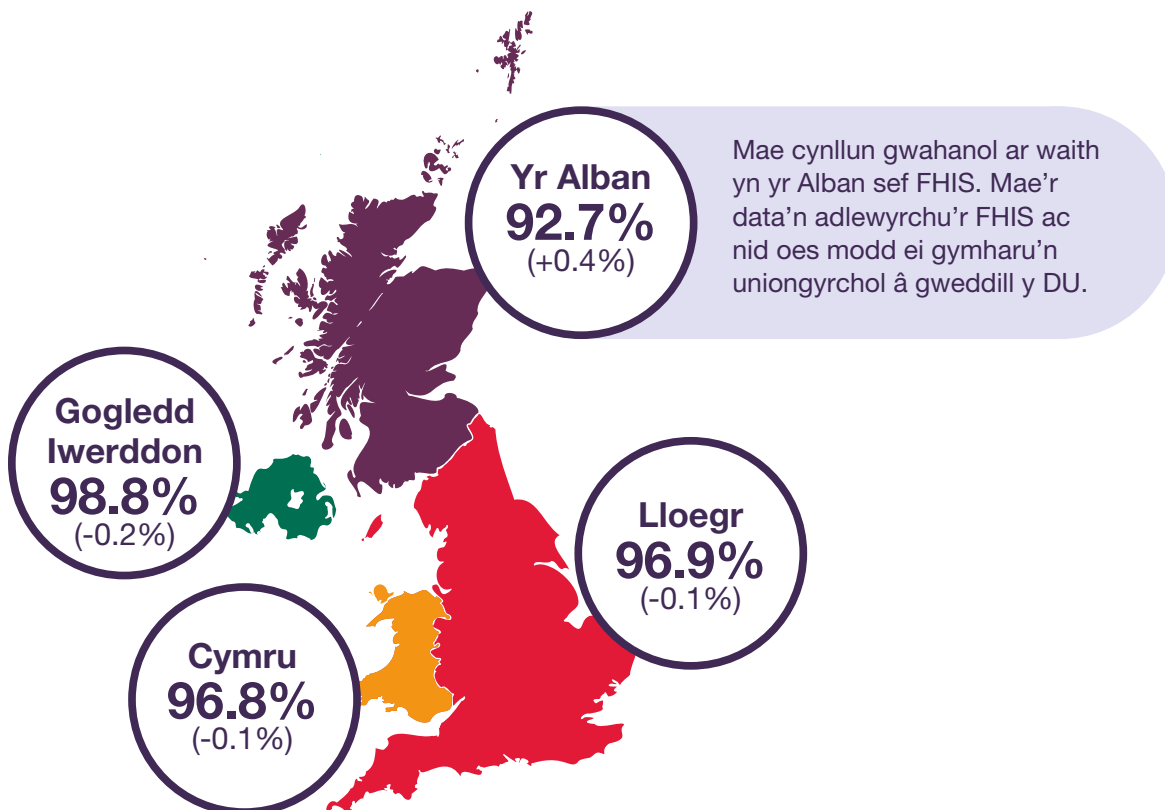 Yr Alban
92.7%
(+0.4%)
Mae cynllun gwahanol ar waith
yn yr Alban sef FHIS. Mae'r
data'n adlewyrchu'r FHIS ac
nid oes modd ei gymharu'n
uniongyrchol â gweddill y DU.
Gogledd
Iwerddon
98.8%
(-0.2%)
Lloegr
96.9%
(-0.1%)
Cymru
96.8%
(-0.1%)